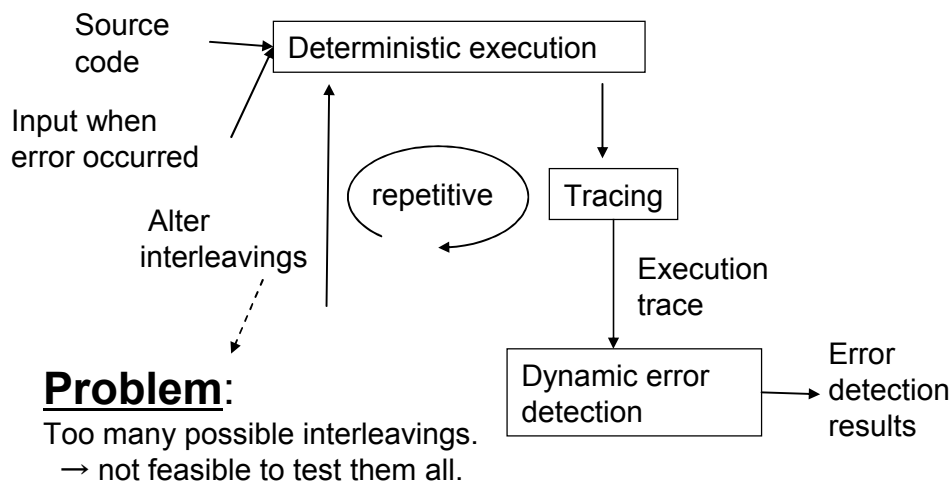 Source
code
Deterministic execution
Input when
error occurred
repetitive
Tracing
Alter
interleavings
Execution
trace
Problem:
Too many possible interleavings.
→ not feasible to test them all.
Dynamic error
detection
Error
detection
results